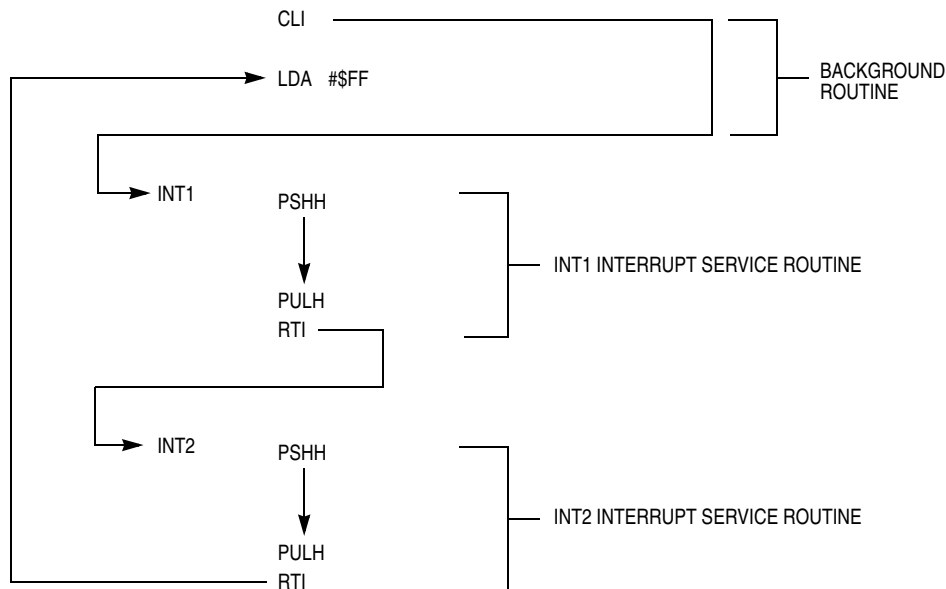 CLI
LDA #$FF
BACKGROUND
ROUTINE
INT1
PSHH
INT1 INTERRUPT SERVICE ROUTINE
PULH
RTI
INT2
PSHH
INT2 INTERRUPT SERVICE ROUTINE
PULH
RTI